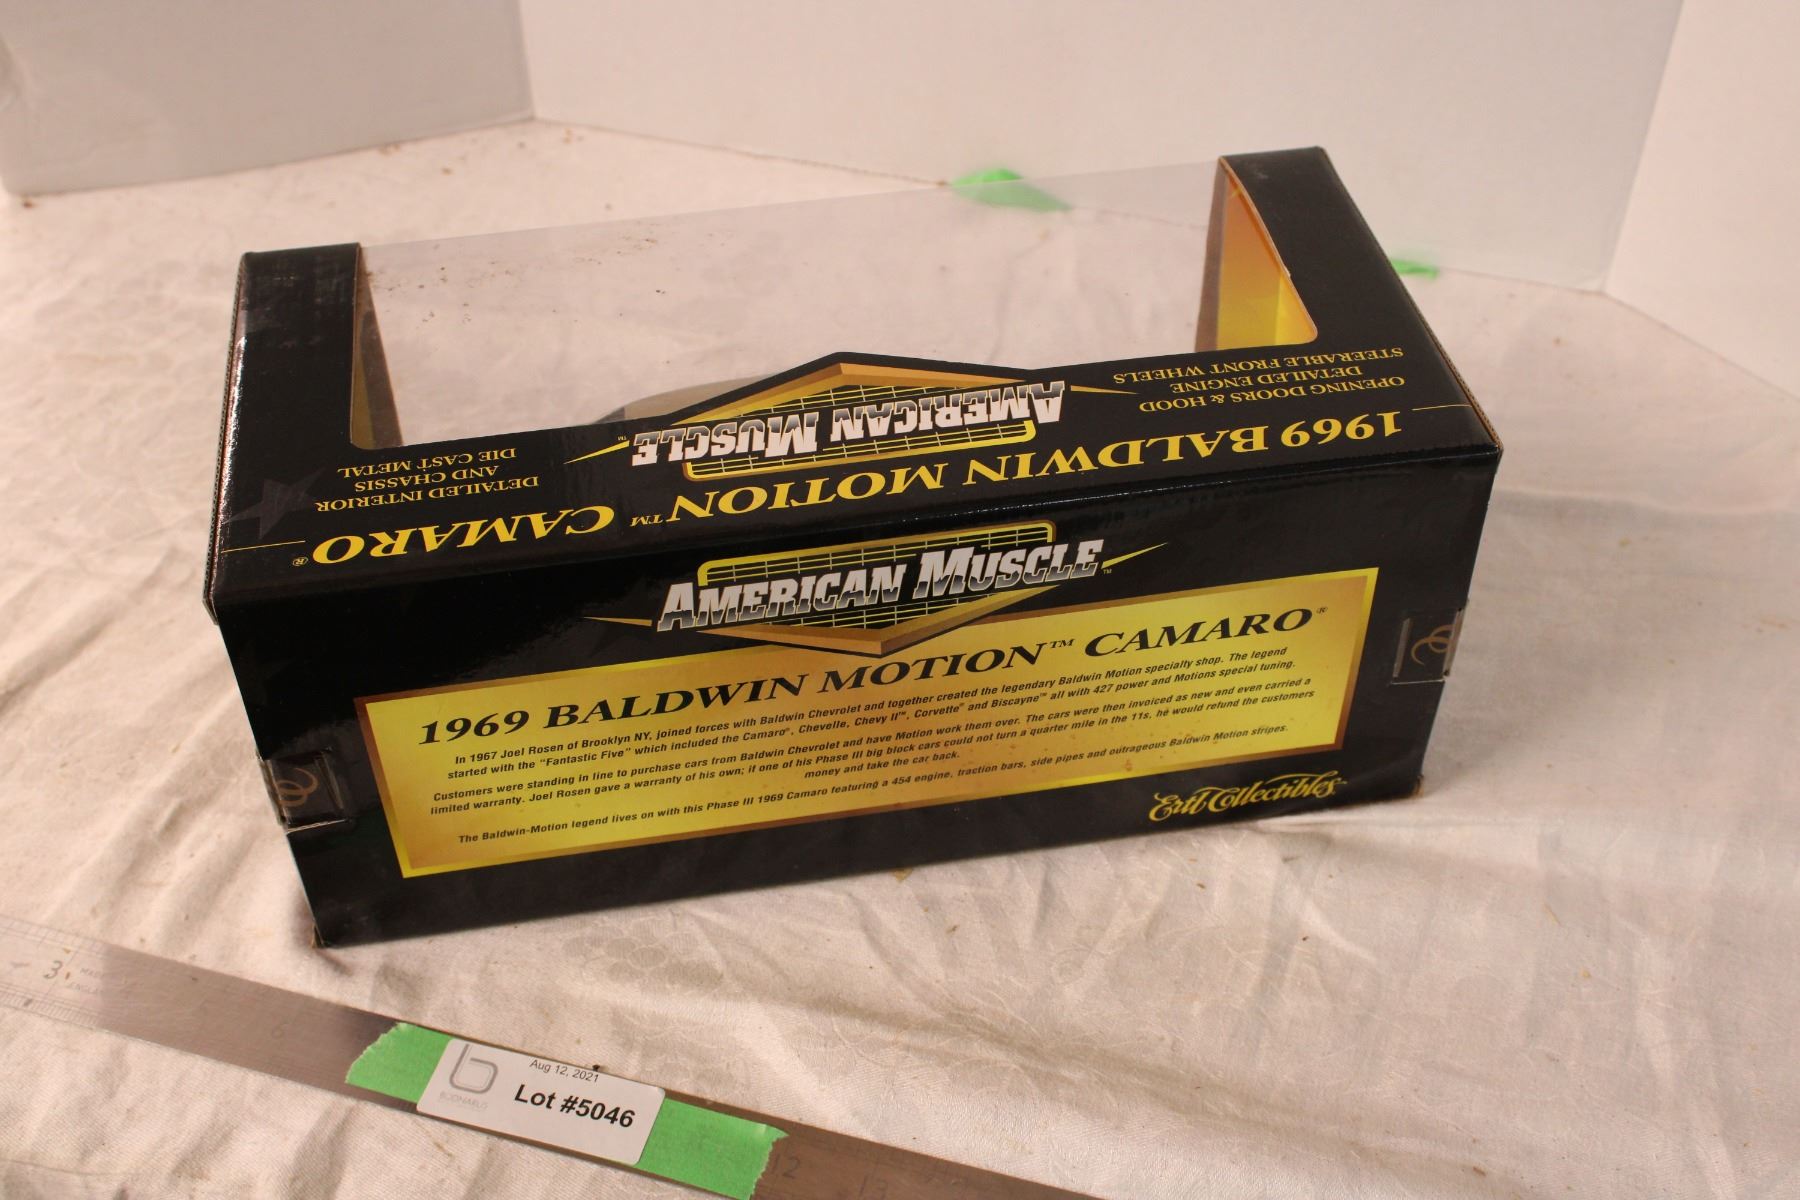 STEERABLE FRONT WHEELS
DETAILED ENGINE
OPENING DOORS & HOOD
AMERICAN MUSCLE™
DIE CAST METAL
AND CHASSIS
DETAILED INTERIOR
1969 BALDWIN MOTION™ CAMARO®
AMERICAN MUSCLE™
1969 BALDWIN MOTION™ CAMARO®
In 1967 Joel Rosen of Brooklyn NY, joined forces with Baldwin Chevrolet and together created the legendary Baldwin Motion specialty shop. The legend
started with the "Fantastic Five" which included the Camaro®, Chevelle, Chevy II™, Corvette® and Biscayne™ all with 427 power and Motions special tuning.
Customers were standing in line to purchase cars from Baldwin Chevrolet and have Motion work them over. The cars were then invoiced as new and even carried a
limited warranty. Joel Rosen gave a warranty of his own; if one of his Phase III big block cars could not turn a quarter mile in the 11s, he would refund the customers
money and take the car back.
The Baldwin-Motion legend lives on with this Phase III 1969 Camaro featuring a 454 engine, traction bars, side pipes and outrageous Baldwin Motion stripes.
Ertl Collectibles™
3
6
b
BODNARUS
Aug 12, 2021
Lot #5046
12
13